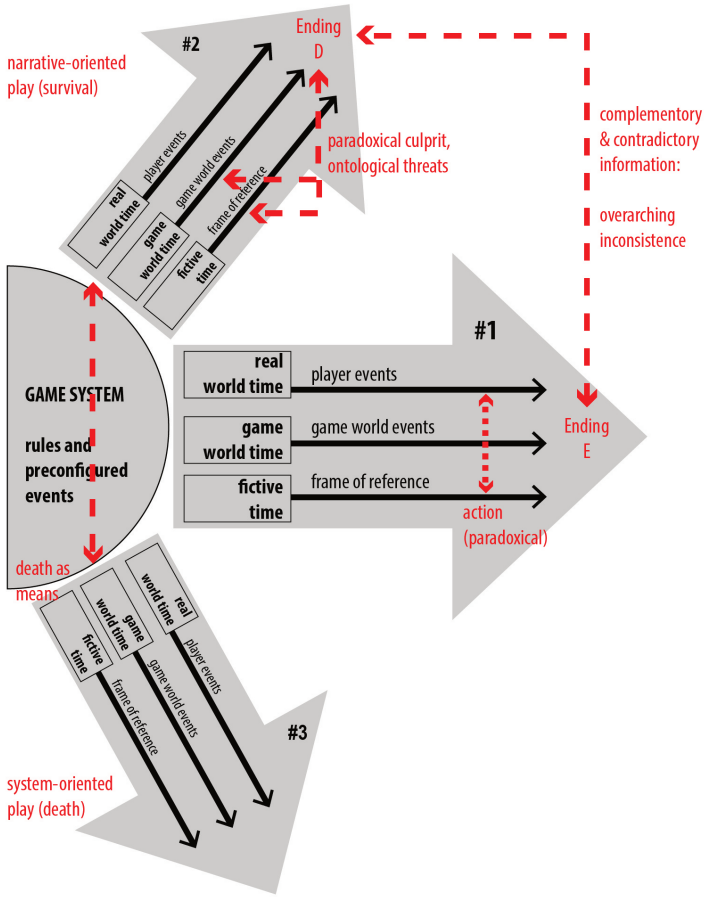 #2
Ending
D
narrative-oriented
play (survival)
player events
game world events
frame of reference
real
world time
game
world time
fictive
time
paradoxical culprit,
ontological threats
complementory
& contradictory
information:
overarching
inconsistence
#1
real
world time
player events
game
world time
game world events
fictive
time
frame of reference
Ending
E
action
(paradoxical)
GAME SYSTEM
rules and
preconfigured
events
death as
means
real
world time
game
world time
fictive
time
player events
game world events
frame of reference
#3
system-oriented
play (death)